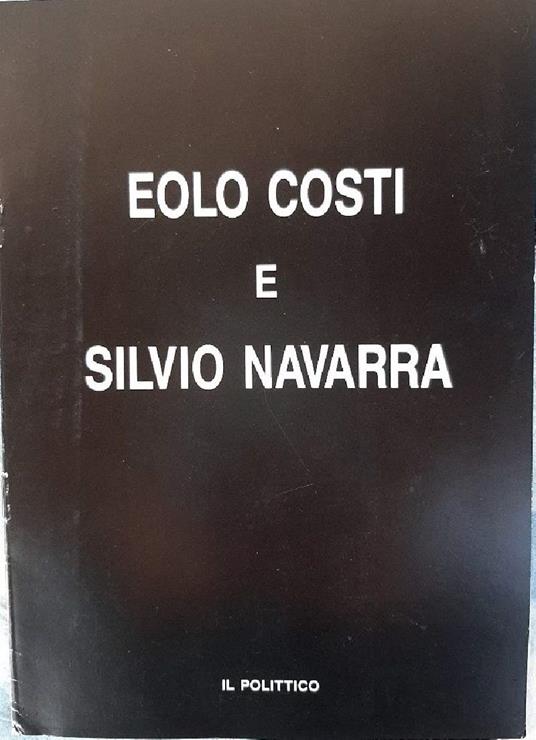 EOLO COSTI
E
SILVIO NAVARRA
IL POLITTICO